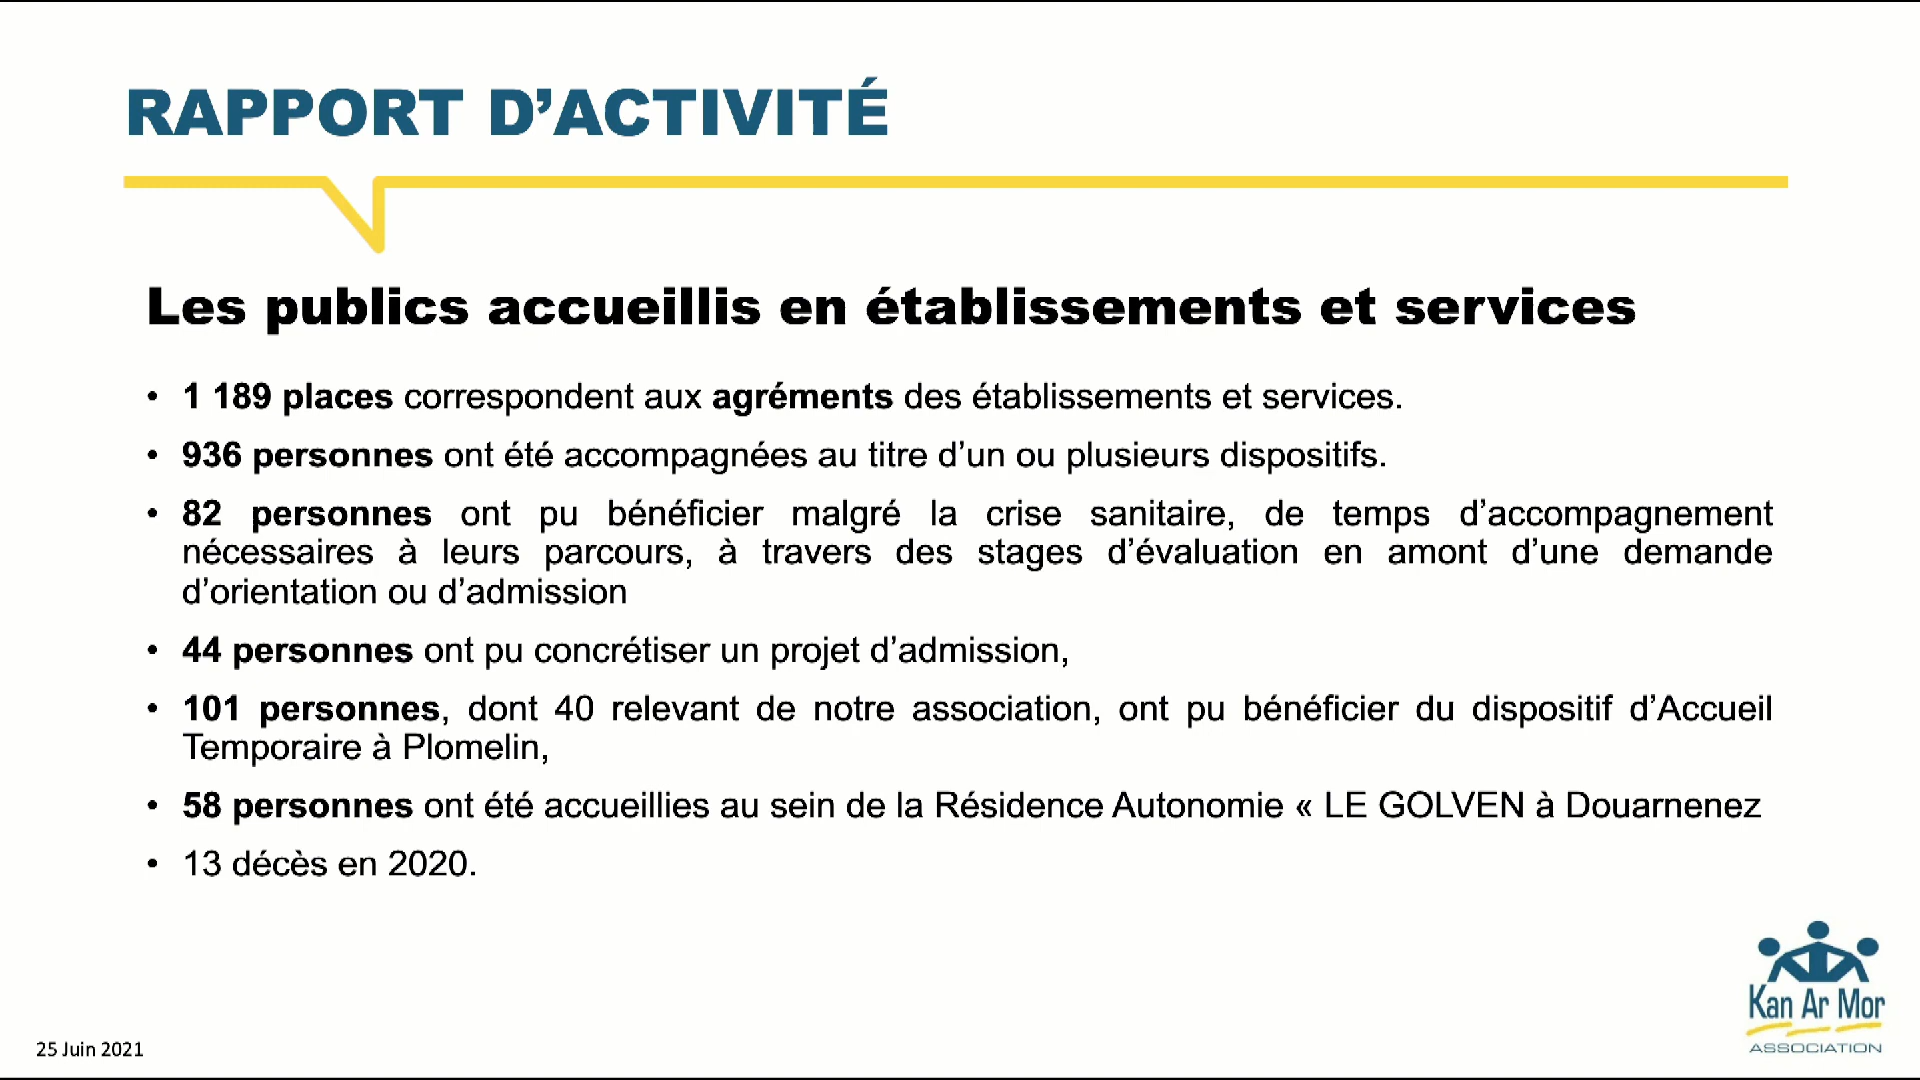 RAPPORT D’ACTIVITÉ
Les publics accueillis en établissements et services
• 1 189 places correspondent aux agréments des établissements et services.
• 936 personnes ont été accompagnées au titre d’un ou plusieurs dispositifs.
• 82 personnes ont pu bénéficier malgré la crise sanitaire, de temps d’accompagnement
nécessaires à leurs parcours, à travers des stages d’évaluation en amont d’une demande
d’orientation ou d’admission
• 44 personnes ont pu concrétiser un projet d’admission,
• 101 personnes, dont 40 relevant de notre association, ont pu bénéficier du dispositif d’Accueil
Temporaire à Plomelin,
• 58 personnes ont été accueillies au sein de la Résidence Autonomie « LE GOLVEN à Douarnenez
• 13 décès en 2020.
Kan Ar Mor
ASSOCIATION
25 Juin 2021